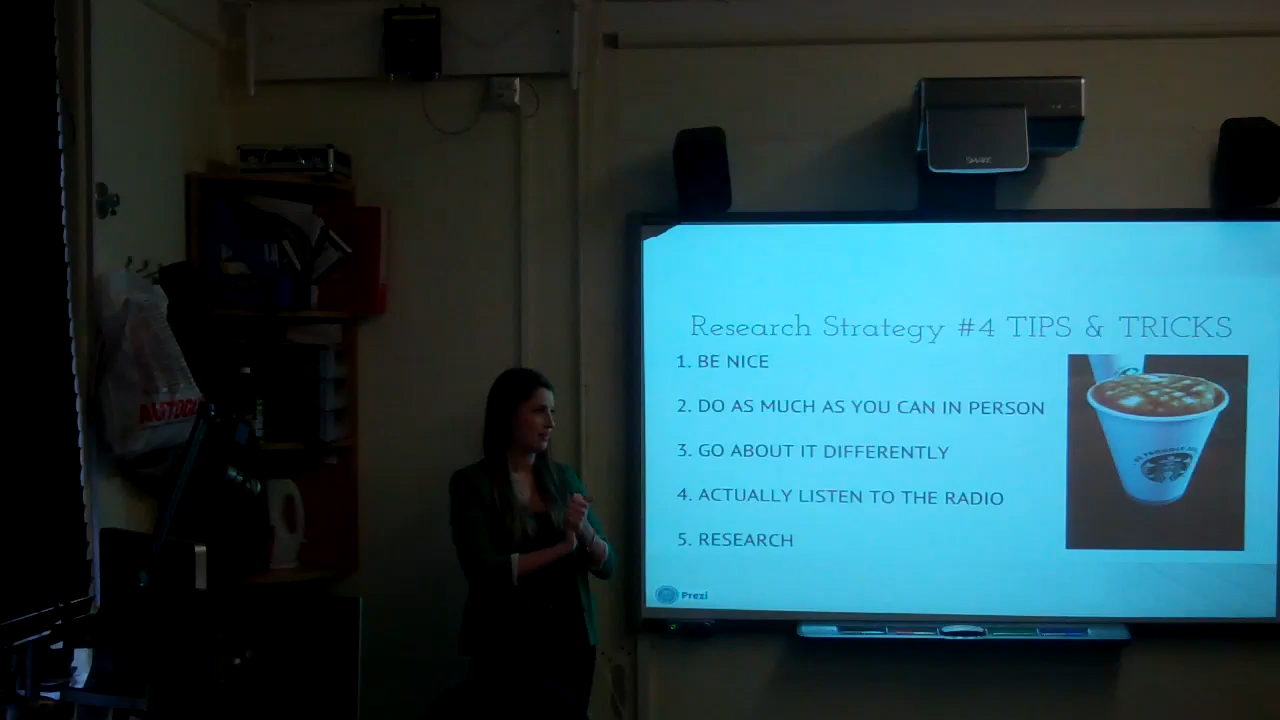 SMART
Research Strategy #4 TIPS & TRICKS
1. BE NICE
2. DO AS MUCH AS YOU CAN IN PERSON
3. GO ABOUT IT DIFFERENTLY
4. ACTUALLY LISTEN TO THE RADIO
5. RESEARCH
Prezi